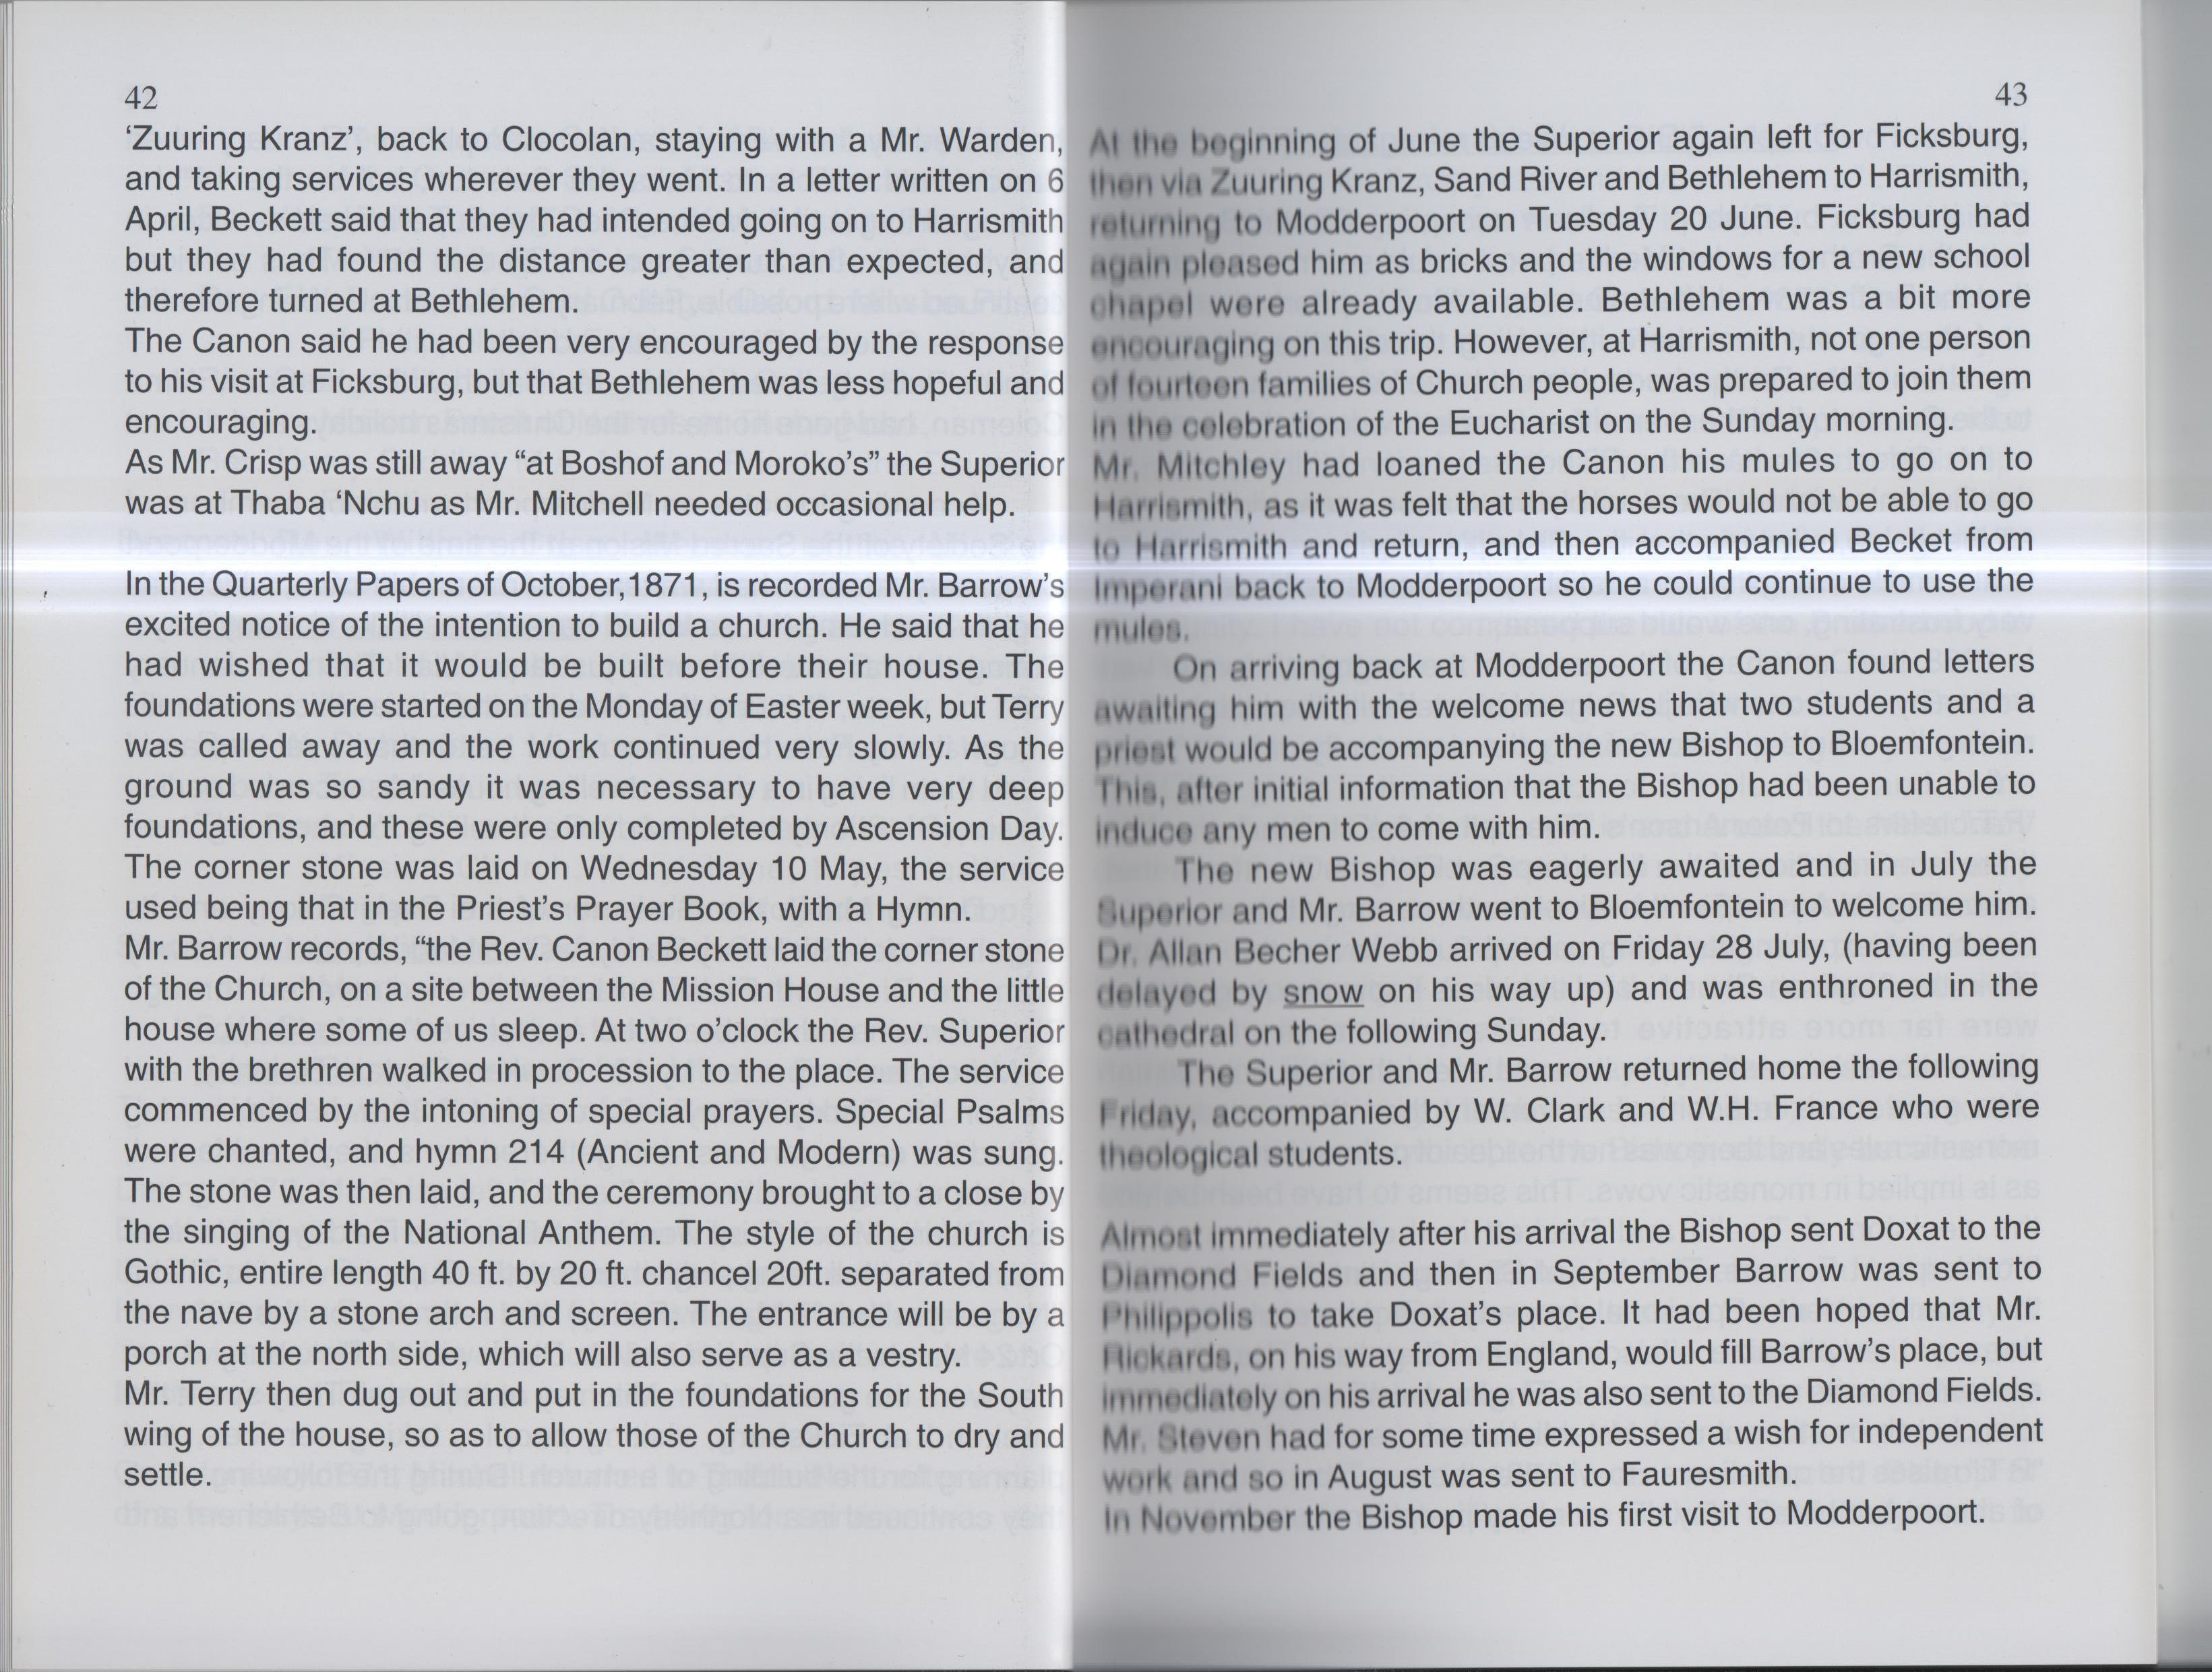 42
‘Zuuring Kranz’, back to Clocolan, staying with a Mr. Warden,
and taking services wherever they went. In a letter written on 6
April, Beckett said that they had intended going on to Harrismith
but they had found the distance greater than expected, and
therefore turned at Bethlehem.
The Canon said he had been very encouraged by the response
to his visit at Ficksburg, but that Bethlehem was less hopeful and
encouraging.
As Mr. Crisp was still away “at Boshof and Moroko’s” the Superior
was at Thaba ‘Nchu as Mr. Mitchell needed occasional help.
In the Quarterly Papers of October,1871, is recorded Mr. Barrow’s
excited notice of the intention to build a church. He said that he
had wished that it would be built before their house. The
foundations were started on the Monday of Easter week, but Terry
was called away and the work continued very slowly. As the
ground was so sandy it was necessary to have very deep
foundations, and these were only completed by Ascension Day.
The corner stone was laid on Wednesday 10 May, the service
used being that in the Priest’s Prayer Book, with a Hymn.
Mr. Barrow records, “the Rev. Canon Beckett laid the corner stone
of the Church, on a site between the Mission House and the little
house where some of us sleep. At two o’clock the Rev. Superior
with the brethren walked in procession to the place. The service
commenced by the intoning of special prayers. Special Psalms
were chanted, and hymn 214 (Ancient and Modern) was sung.
The stone was then laid, and the ceremony brought to a close by
the singing of the National Anthem. The style of the church is
Gothic, entire length 40 ft. by 20 ft. chancel 20ft. separated from
the nave by a stone arch and screen. The entrance will be by a
porch at the north side, which will also serve as a vestry.
Mr. Terry then dug out and put in the foundations for the South
wing of the house, so as to allow those of the Church to dry and
settle.
43
At the beginning of June the Superior again left for Ficksburg,
then via Zuuring Kranz, Sand River and Bethlehem to Harrismith,
returning to Modderpoort on Tuesday 20 June. Ficksburg had
again pleased him as bricks and the windows for a new school
chapel were already available. Bethlehem was a bit more
encouraging on this trip. However, at Harrismith, not one person
of fourteen families of Church people, was prepared to join them
in the celebration of the Eucharist on the Sunday morning.
Mr. Mitchley had loaned the Canon his mules to go on to
Harrismith, as it was felt that the horses would not be able to go
to Harrismith and return, and then accompanied Becket from
Imperani back to Modderpoort so he could continue to use the
mules.
On arriving back at Modderpoort the Canon found letters
awaiting him with the welcome news that two students and a
priest would be accompanying the new Bishop to Bloemfontein.
This, after initial information that the Bishop had been unable to
induce any men to come with him.
The new Bishop was eagerly awaited and in July the
Superior and Mr. Barrow went to Bloemfontein to welcome him.
Dr. Allan Becher Webb arrived on Friday 28 July, (having been
delayed by snow on his way up) and was enthroned in the
cathedral on the following Sunday.
The Superior and Mr. Barrow returned home the following
Friday, accompanied by W. Clark and W.H. France who were
theological students.
Almost immediately after his arrival the Bishop sent Doxat to the
Diamond Fields and then in September Barrow was sent to
Philippolis to take Doxat’s place. It had been hoped that Mr.
Rickards, on his way from England, would fill Barrow’s place, but
immediately on his arrival he was also sent to the Diamond Fields.
Mr. Steven had for some time expressed a wish for independent
work and so in August was sent to Fauresmith.
In November the Bishop made his first visit to Modderpoort.